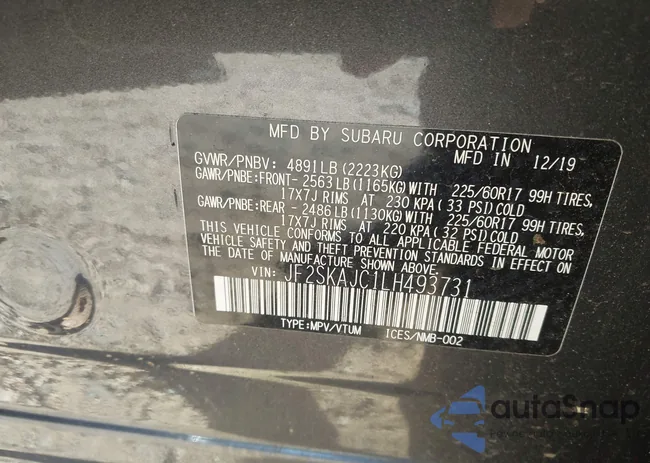 MFD BY SUBARU CORPORATION
GVWR/PNBV: 4891LB(2223KG) MFD IN 12/19
GAWR/PNBE:FRONT- 2563LB(1165KG)WITH 225/60R17 99H TIRES,
17X7J RIMS AT 230 KPA( 33 PSI)COLD
GAWR/PNBE:REAR - 2486LB(1130KG)WITH 225/60R17 99H TIRES,
17X7J RIMS AT 220 KPA( 32 PSI)COLD
THIS VEHICLE CONFORMS TO ALL APPLICABLE FEDERAL MOTOR
VEHICLE SAFETY AND THEFT PREVENTION STANDARDS IN EFFECT ON
THE DATE OF MANUFACTURE SHOWN ABOVE.
VIN: JF2SKAJC1LH493731
TYPE:MPV/VTUM ICES/NMB-002
autoSnap